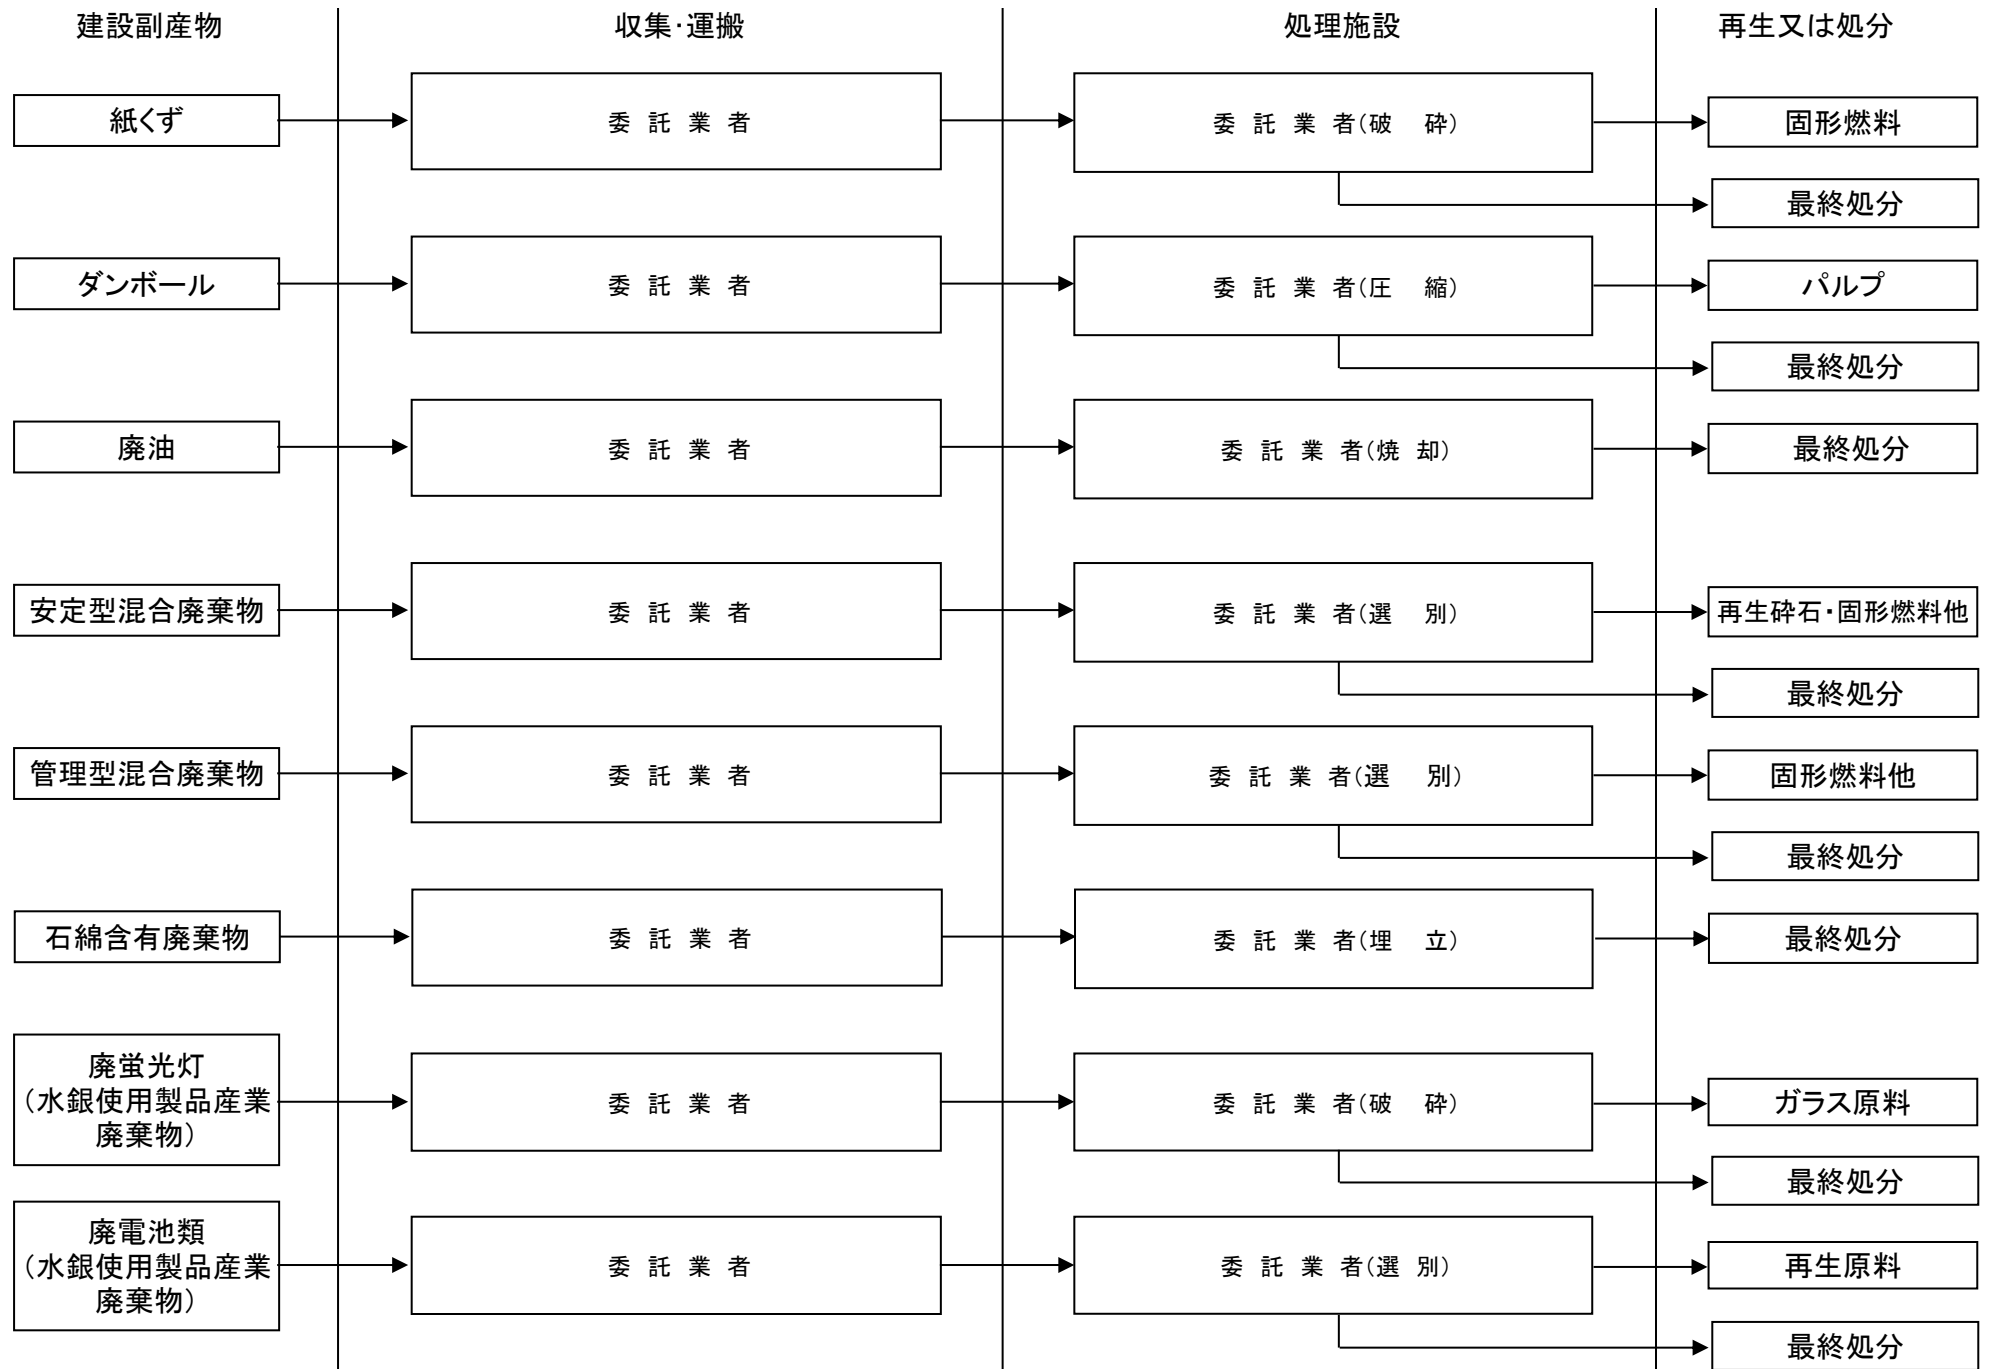 建設副産物
収集･運搬
処理施設
再生又は処分
紙くず
委 託 業 者
委 託 業 者(破 砕)
固形燃料
最終処分
ダンボール
委 託 業 者
委 託 業 者(圧 縮)
パルプ
最終処分
廃油
委 託 業 者
委 託 業 者(焼 却)
最終処分
安定型混合廃棄物
委 託 業 者
委 託 業 者(選 別)
再生砕石・固形燃料他
最終処分
管理型混合廃棄物
委 託 業 者
委 託 業 者(選 別)
固形燃料他
最終処分
石綿含有廃棄物
委 託 業 者
委 託 業 者(埋 立)
最終処分
廃蛍光灯
(水銀使用製品産業
廃棄物)
委 託 業 者
委 託 業 者(破 砕)
ガラス原料
最終処分
廃電池類
(水銀使用製品産業
廃棄物)
委 託 業 者
委 託 業 者(選 別)
再生原料
最終処分